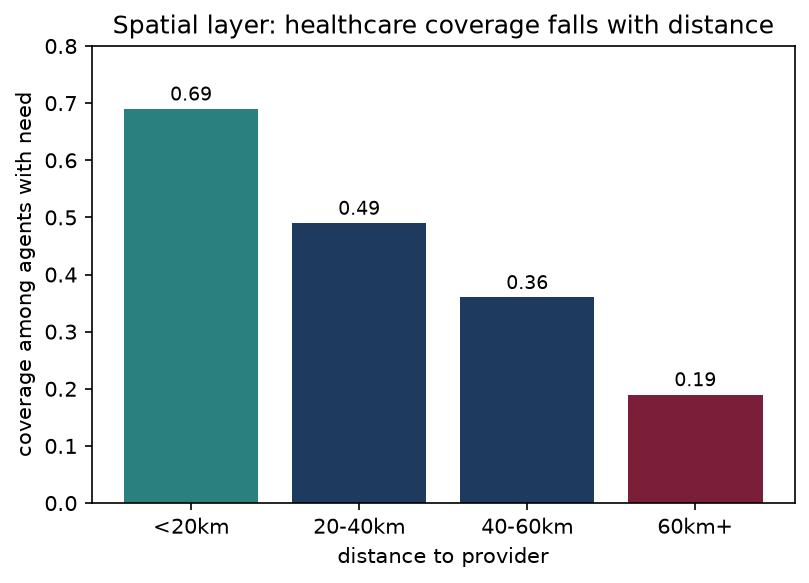 Spatial layer: healthcare coverage falls with distance
coverage among agents with need
0.8
0.7
0.6
0.5
0.4
0.3
0.2
0.1
0.0
0.69
0.49
0.36
0.19
<20km
20-40km
40-60km
60km+
distance to provider